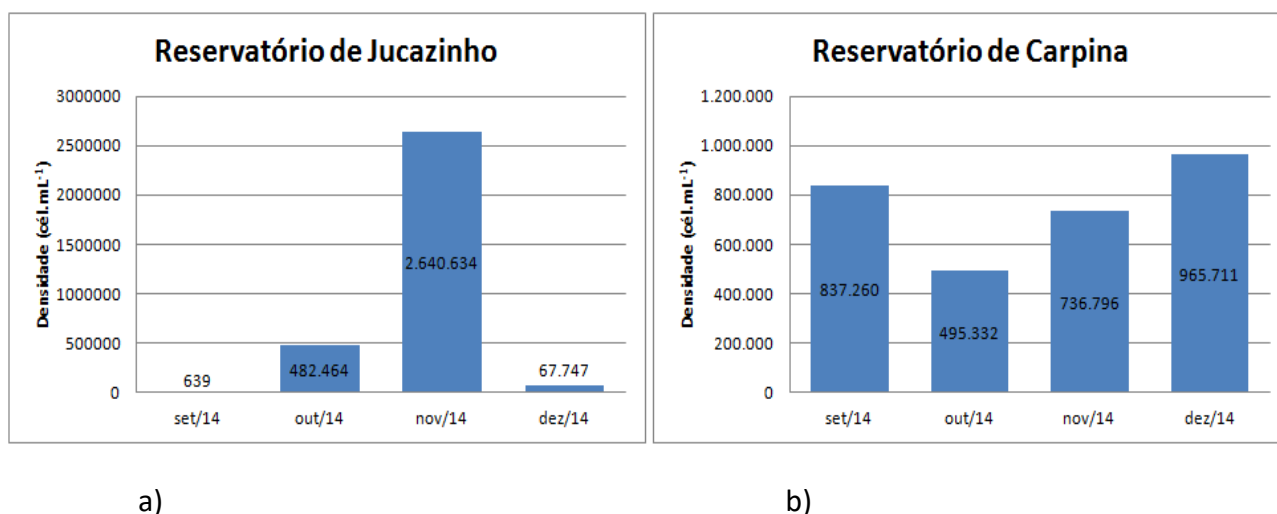 Reservatório de Jucazinho
Densidade (cél.mL⁻¹)
3000000
2500000
2000000
1500000
1000000
500000
0
639
482.464
2.640.634
67.747
set/14 out/14 nov/14 dez/14
a)
Reservatório de Carpina
Densidade (cél.mL⁻¹)
1.200.000
1.000.000
800.000
600.000
400.000
200.000
0
837.260
495.332
736.796
965.711
set/14 out/14 nov/14 dez/14
b)